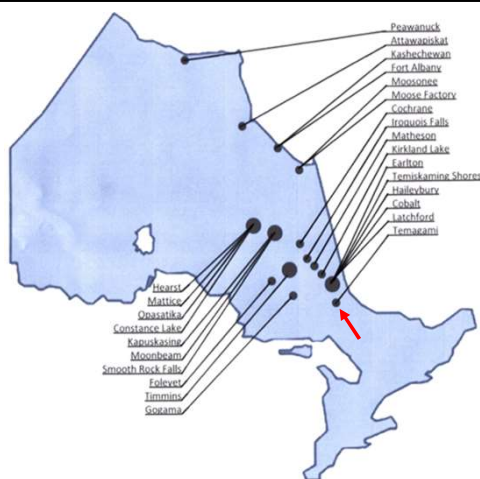 Peawanuck
Attawapiskat
Kashechewan
Fort Albany
Moosonee
Moose Factory
Cochrane
Iroquois Falls
Matheson
Kirkland Lake
Earlton
Temiskaming Shores
Haileybury
Cobalt
Latchford
Temagami
Hearst
Mattice
Opasatika
Constance Lake
Kapuskasing
Moonbeam
Smooth Rock Falls
Foleyet
Timmins
Gogama